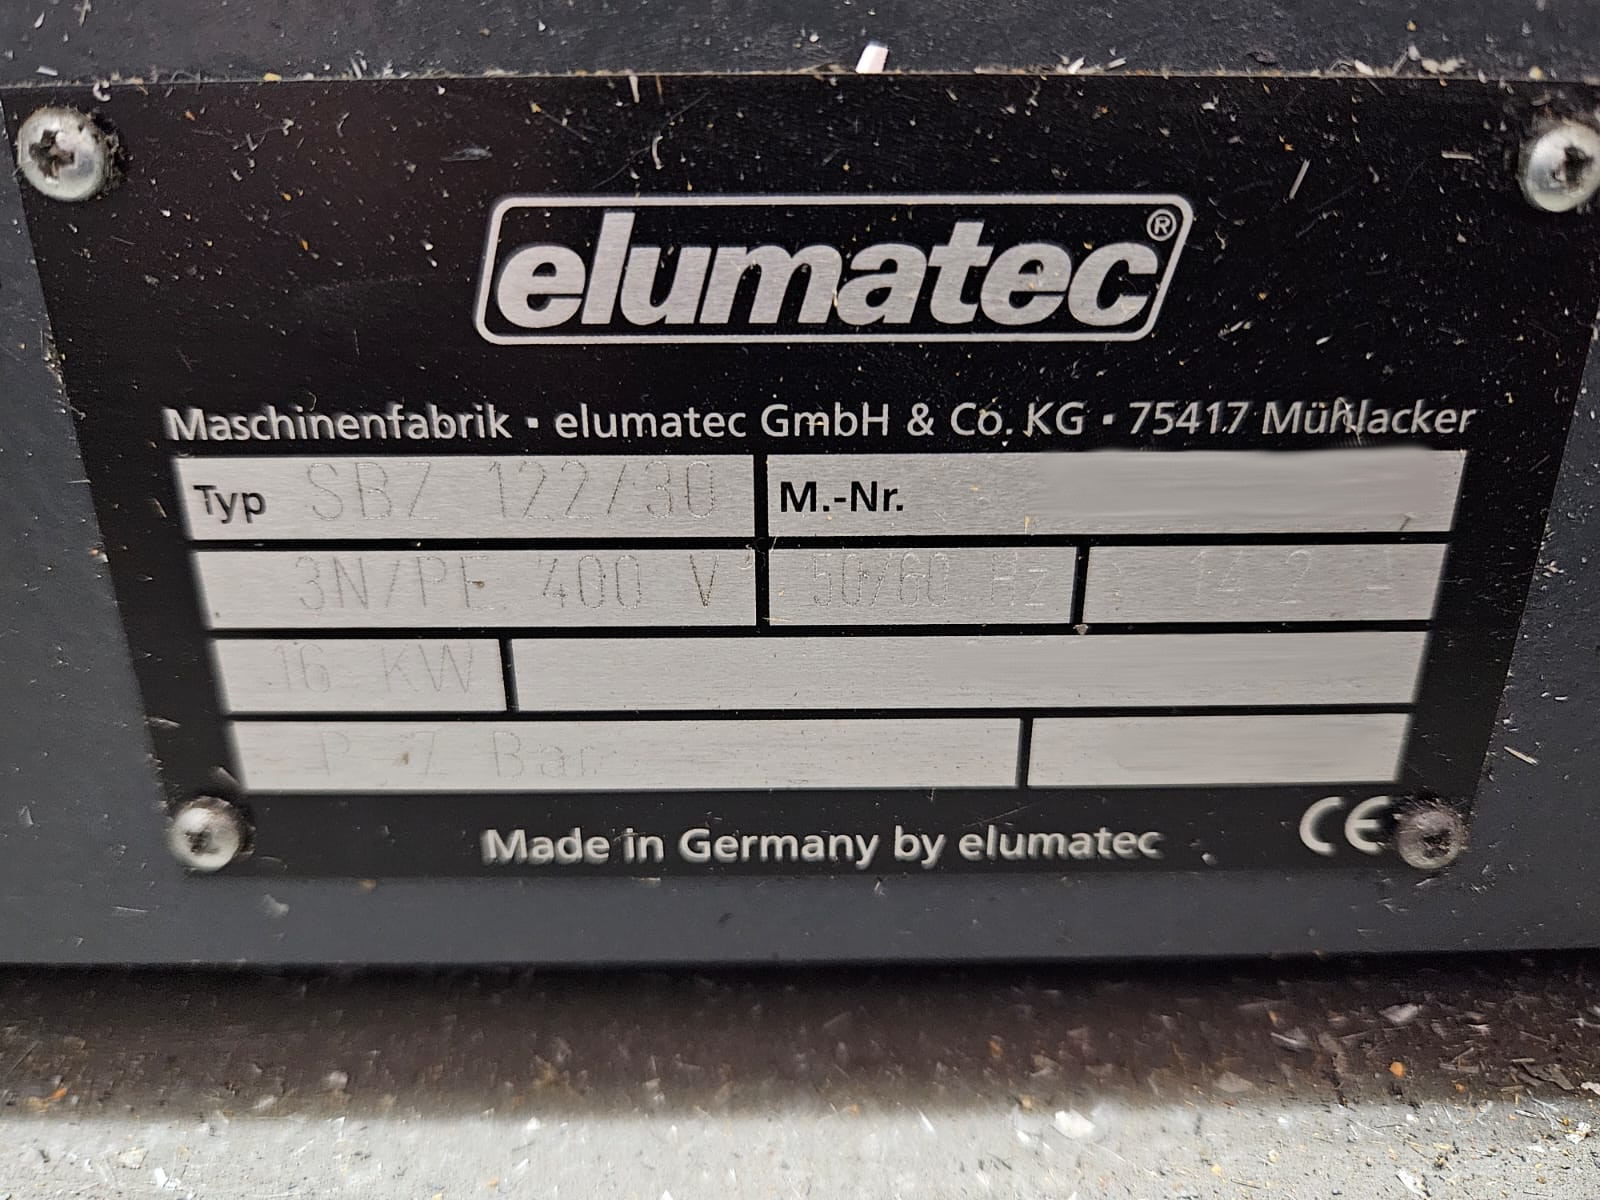 elumatec®
Maschinenfabrik · elumatec GmbH & Co. KG · 75417 Mühlacker
Typ SBZ 122/30 M.-Nr.
3N/PE 400 V 50/60 Hz 14.2 A
16 KW
P 7 Bar
Made in Germany by elumatec CE